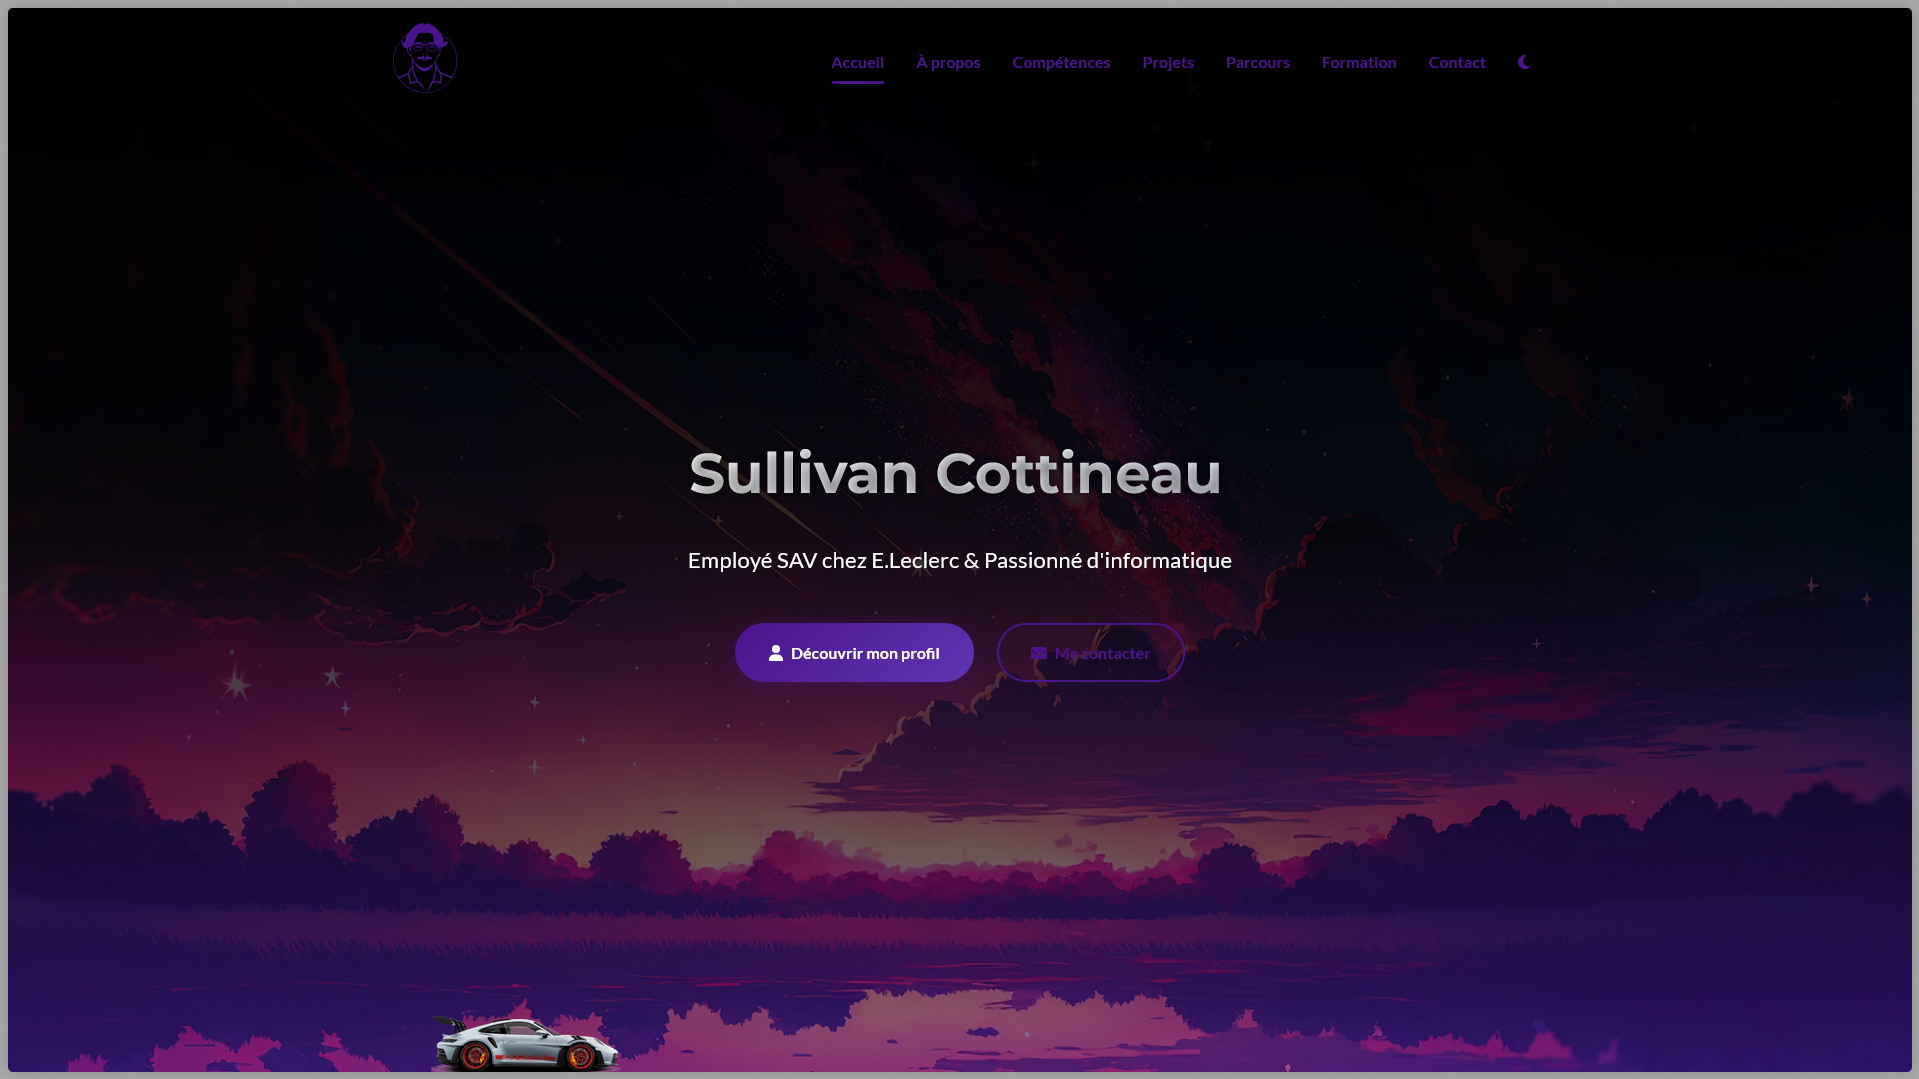 Accueil À propos Compétences Projets Parcours Formation Contact
Sullivan Cottineau
Employé SAV chez E.Leclerc & Passionné d'informatique
Découvrir mon profil Me contacter